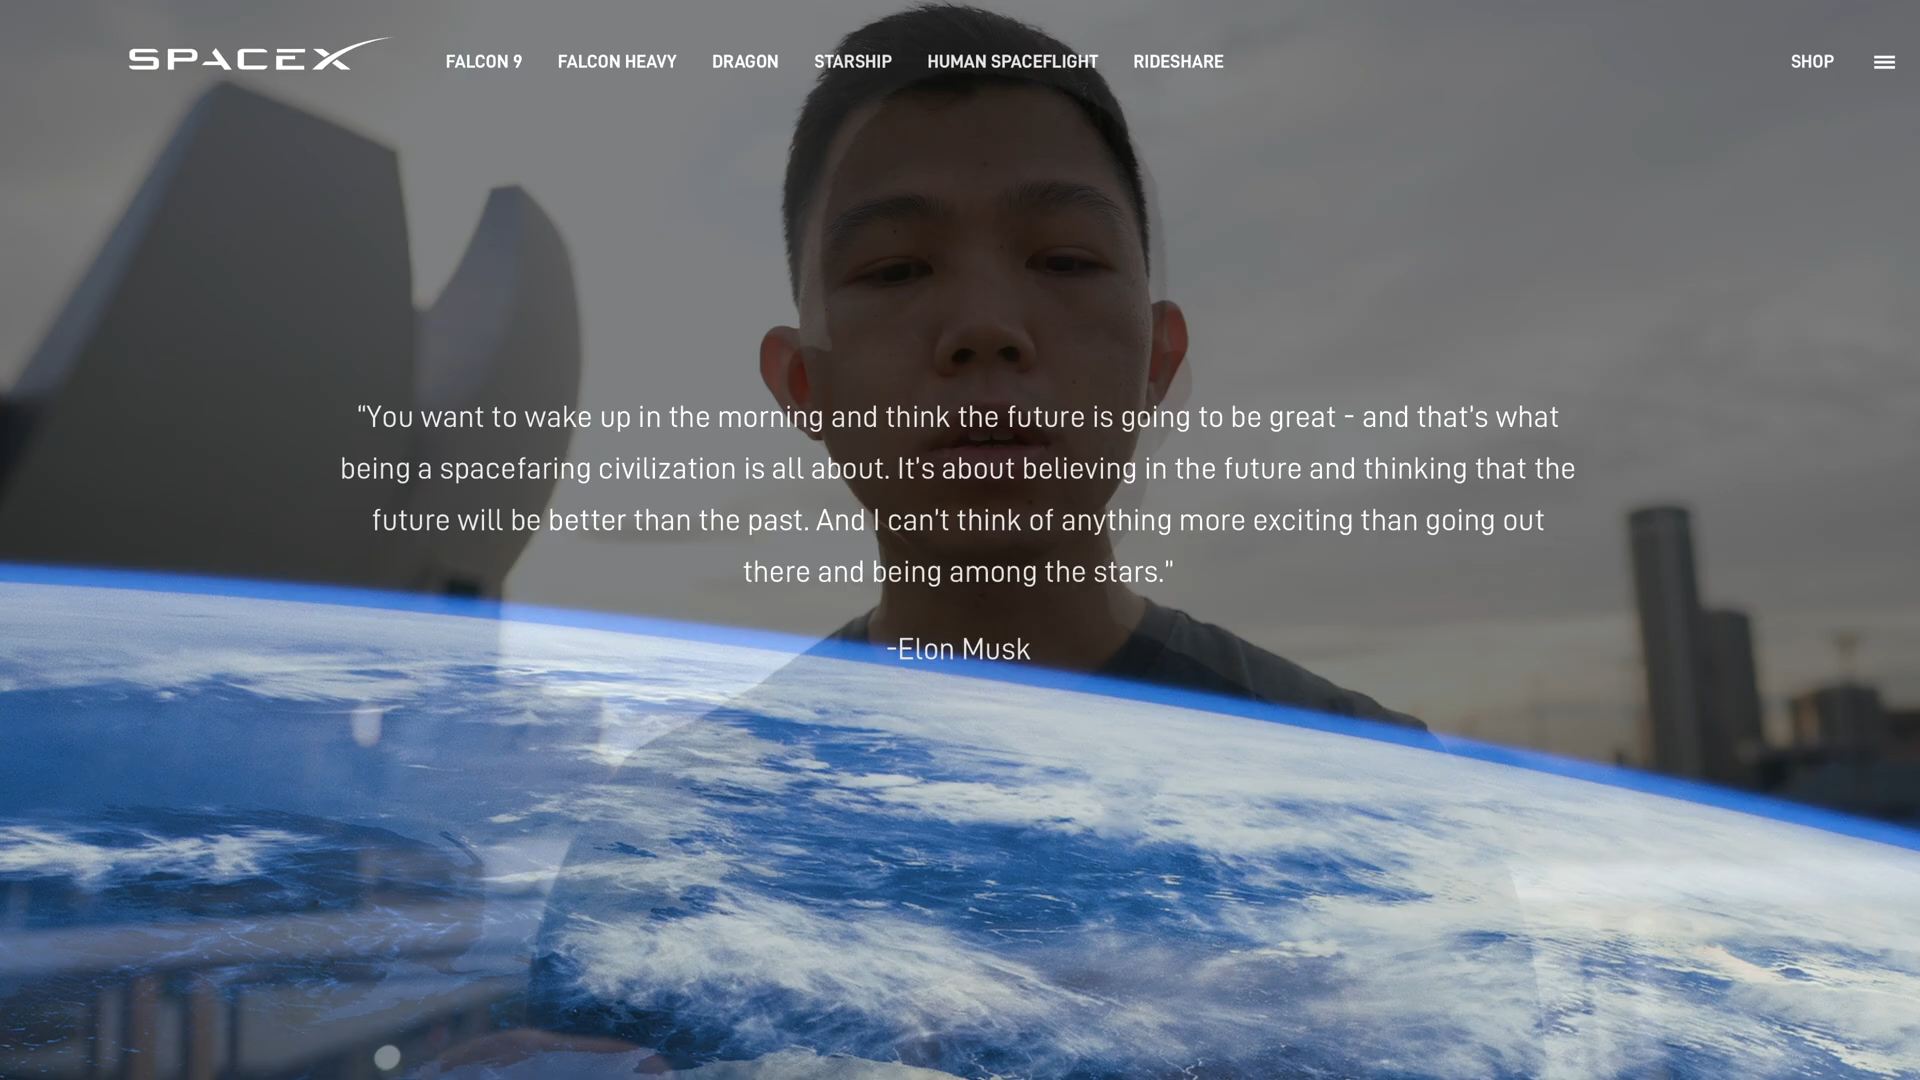 SPACEX
FALCON 9
FALCON HEAVY
DRAGON
STARSHIP
HUMAN SPACEFLIGHT
RIDESHARE
SHOP
“You want to wake up in the morning and think the future is going to be great - and that’s what
being a spacefaring civilization is all about. It’s about believing in the future and thinking that the
future will be better than the past. And I can’t think of anything more exciting than going out
there and being among the stars.”
-Elon Musk